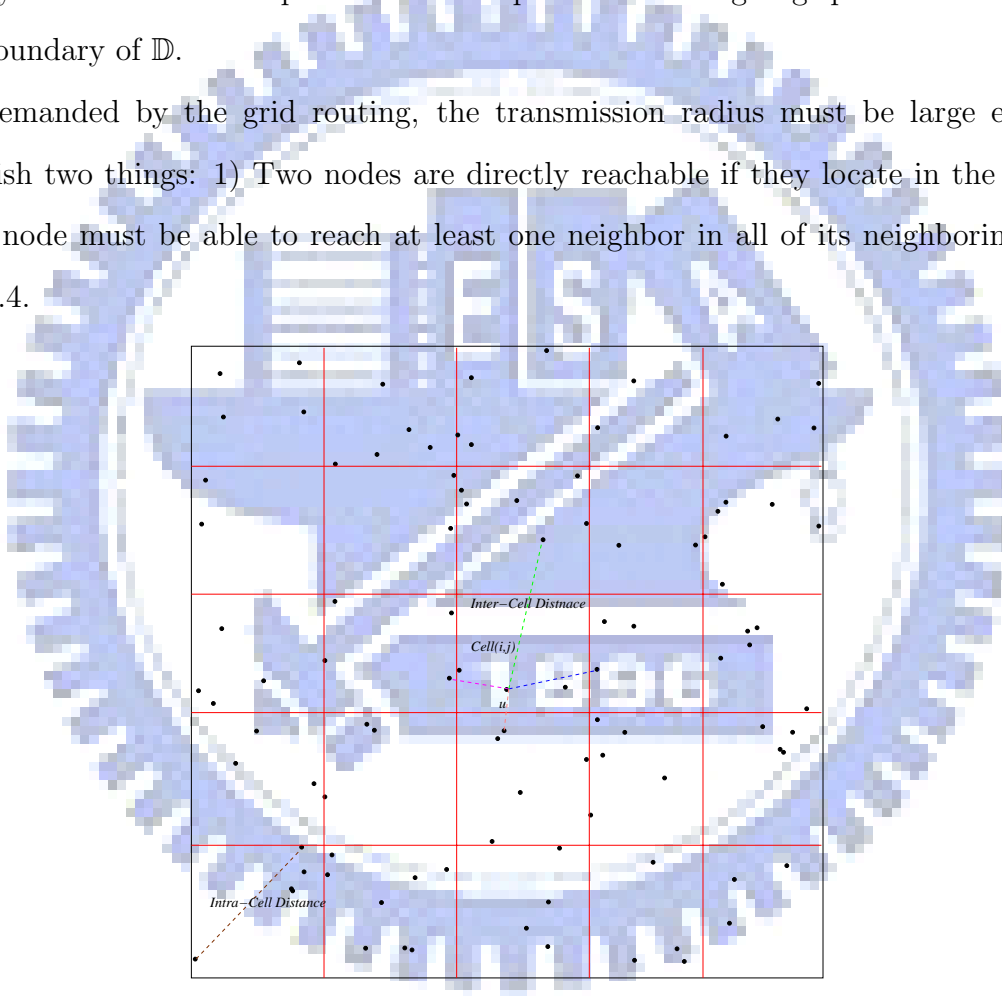 oundary of 𝔻.
emanded by the grid routing, the transmission radius must be large e
ish two things: 1) Two nodes are directly reachable if they locate in the
node must be able to reach at least one neighbor in all of its neighborin
.4.
Inter−Cell Distnace
Cell(i,j)
u
Intra−Cell Distance